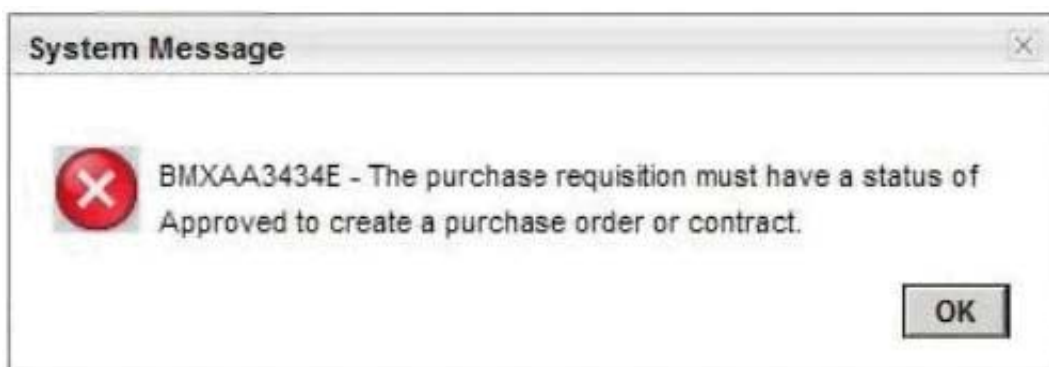 System Message
BMXAA3434E - The purchase requisition must have a status of
Approved to create a purchase order or contract.
OK